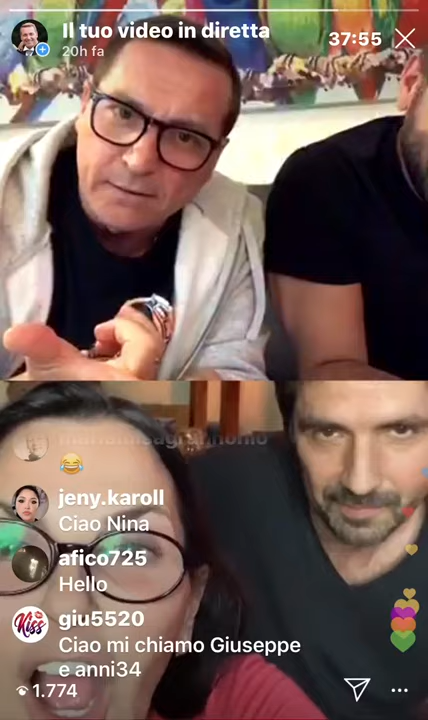 Il tuo video in diretta
20h fa
37:55
😂
jeny.karoll
Ciao Nina
afico725
Hello
giu5520
Kiss
Ciao mi chiamo Giuseppe
e anni34
1.774